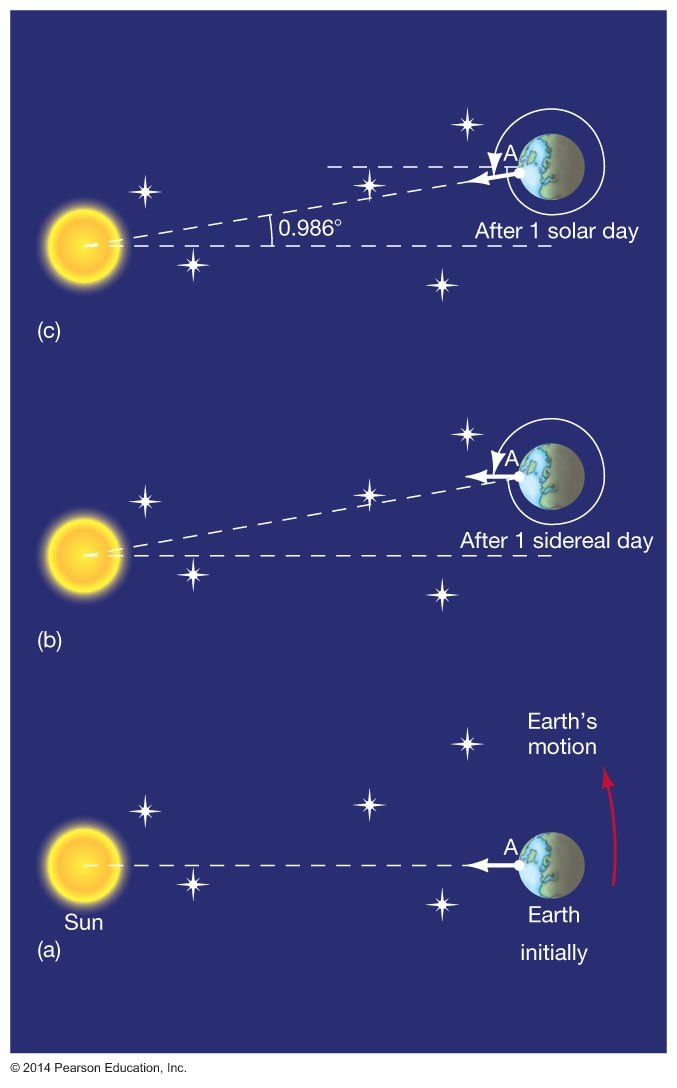 A
0.986°
After 1 solar day
(c)
A
After 1 sidereal day
(b)
Earth's
motion
A
Sun
Earth
initially
(a)
© 2014 Pearson Education, Inc.